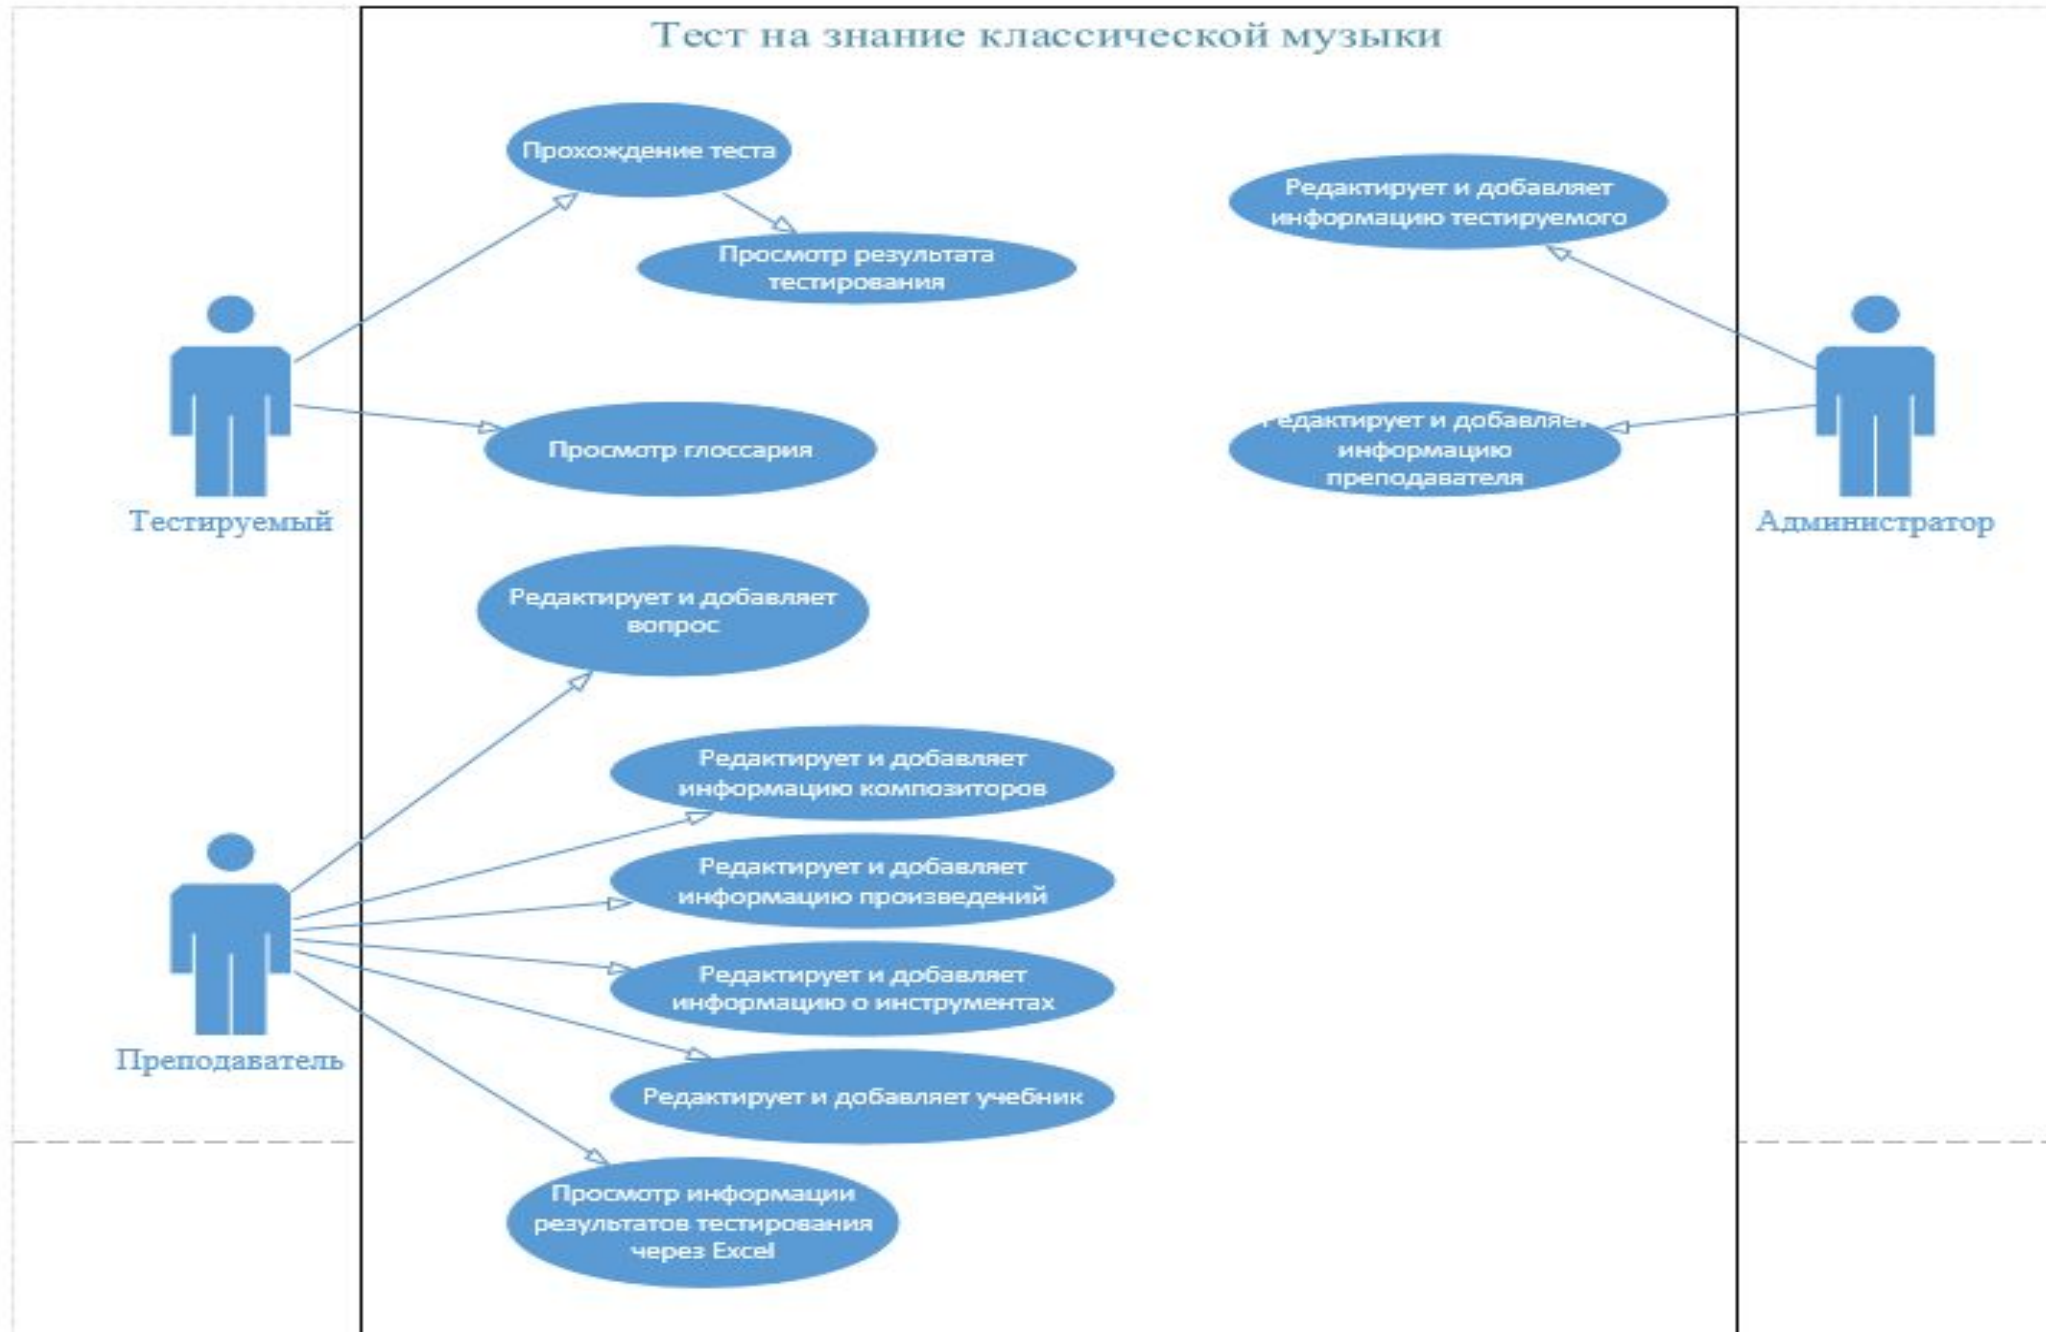 Тест на знание классической музыки
Прохождение теста
Просмотр результата
тестирования
Просмотр глоссария
Тестируемый
Редактирует и добавляет
информацию тестируемого
Редактирует и добавляет
информацию
преподавателя
Администратор
Редактирует и добавляет
вопрос
Редактирует и добавляет
информацию композиторов
Редактирует и добавляет
информацию произведений
Редактирует и добавляет
информацию о инструментах
Редактирует и добавляет учебник
Преподаватель
Просмотр информации
результатов тестирования
через Excel